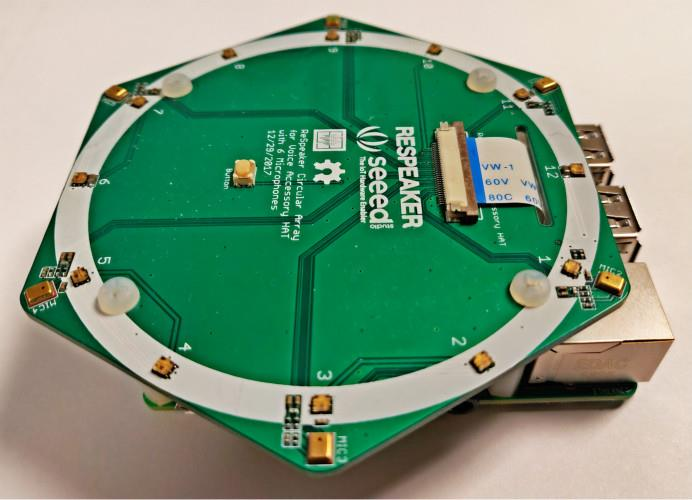 9
8
10
7
11
6
12
5
1
4
2
3
RESPEAKER
Seeed
studio
The IoT Hardware Enabler
ReSpeaker Circular Array
for Voice Accessory HAT
with 6 Microphones
12/29/2017
Button
VW-1
60V VW
80C 60
essory HAT
MIC2
MIC3
MIC4